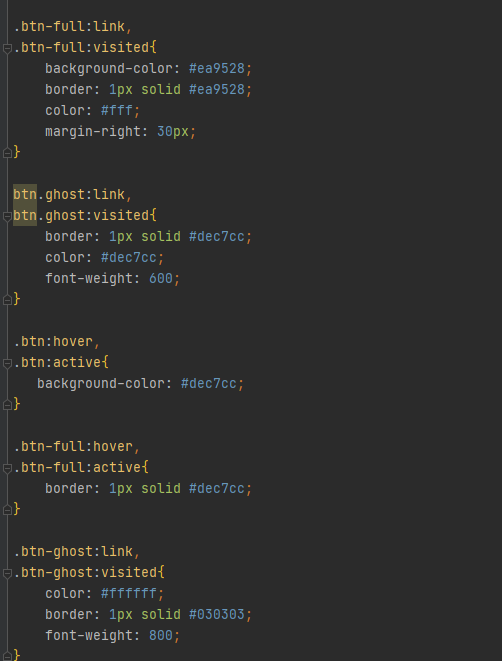 .btn-full:link,
.btn-full:visited{
    background-color: #ea9528;
    border: 1px solid #ea9528;
    color: #fff;
    margin-right: 30px;
}
btn.ghost:link,
btn.ghost:visited{
    border: 1px solid #dec7cc;
    color: #dec7cc;
    font-weight: 600;
}
.btn:hover,
.btn:active{
   background-color: #dec7cc;
}
.btn-full:hover,
.btn-full:active{
    border: 1px solid #dec7cc;
}
.btn-ghost:link,
.btn-ghost:visited{
    color: #ffffff;
    border: 1px solid #030303;
    font-weight: 800;
}